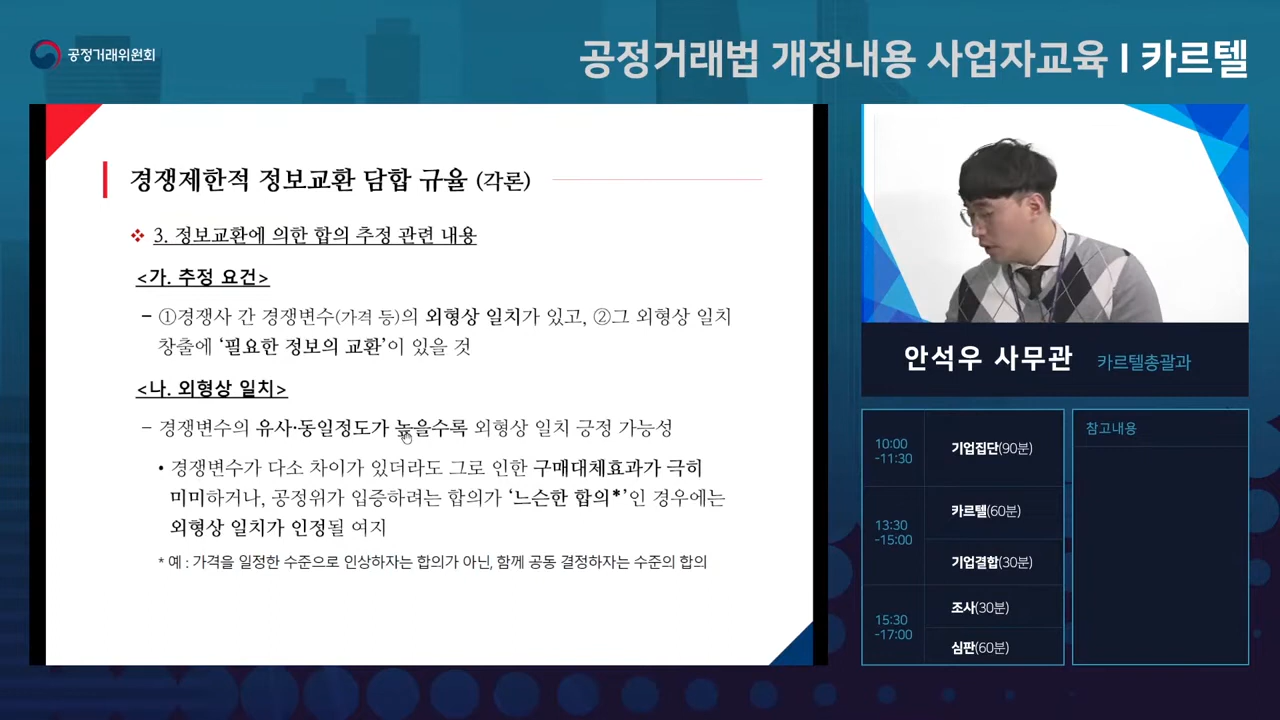 공정거래위원회
공정거래법 개정내용 사업자교육 I 카르텔
경쟁제한적 정보교환 담합 규율 (각론)
❖ 3. 정보교환에 의한 합의 추정 관련 내용
<가. 추정 요건>
− ①경쟁사 간 경쟁변수(가격 등)의 외형상 일치가 있고, ②그 외형상 일치
창출에 ‘필요한 정보의 교환’이 있을 것
<나. 외형상 일치>
− 경쟁변수의 유사·동일정도가 높을수록 외형상 일치 긍정 가능성
• 경쟁변수가 다소 차이가 있더라도 그로 인한 구매대체효과가 극히
미미하거나, 공정위가 입증하려는 합의가 ‘느슨한 합의*’인 경우에는
외형상 일치가 인정될 여지
* 예 : 가격을 일정한 수준으로 인상하자는 합의가 아닌, 함께 공동 결정하자는 수준의 합의
안석우 사무관 카르텔총괄과
10:00
-11:30
기업집단(90분)
13:30
-15:00
카르텔(60분)
기업결합(30분)
15:30
-17:00
조사(30분)
심판(60분)
참고내용